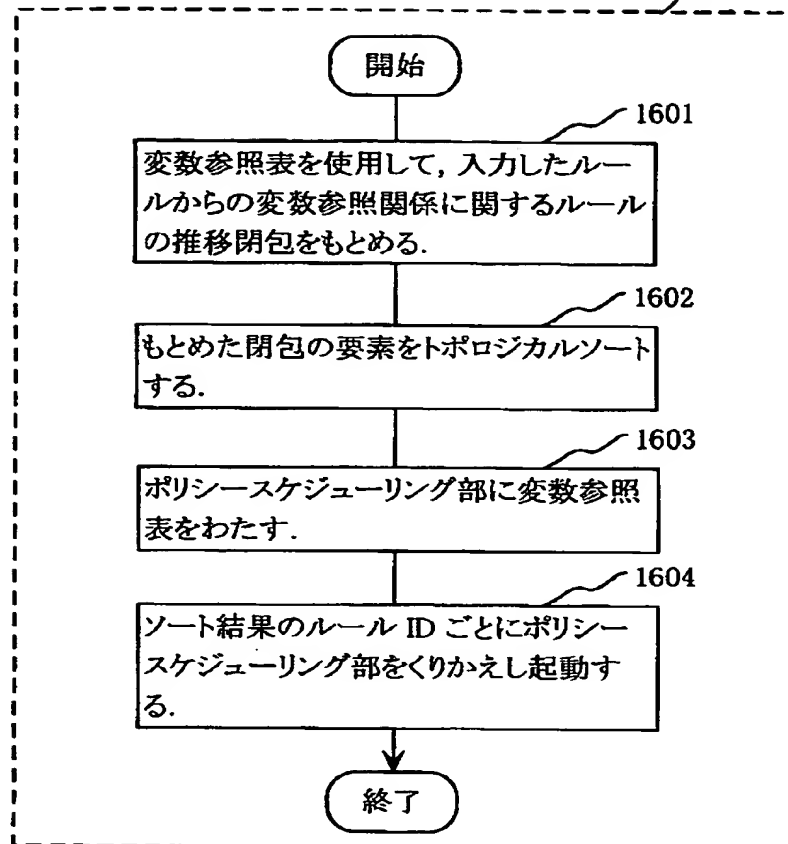 開始
1601
変数参照表を使用して, 入力したルー
ルからの変数参照関係に関するルール
の推移閉包をもとめる.
1602
もとめた閉包の要素をトポロジカルソート
する.
1603
ポリシースケジューリング部に変数参照
表をわたす.
1604
ソート結果のルール ID ごとにポリシー
スケジューリング部をくりかえし起動す
る.
終了